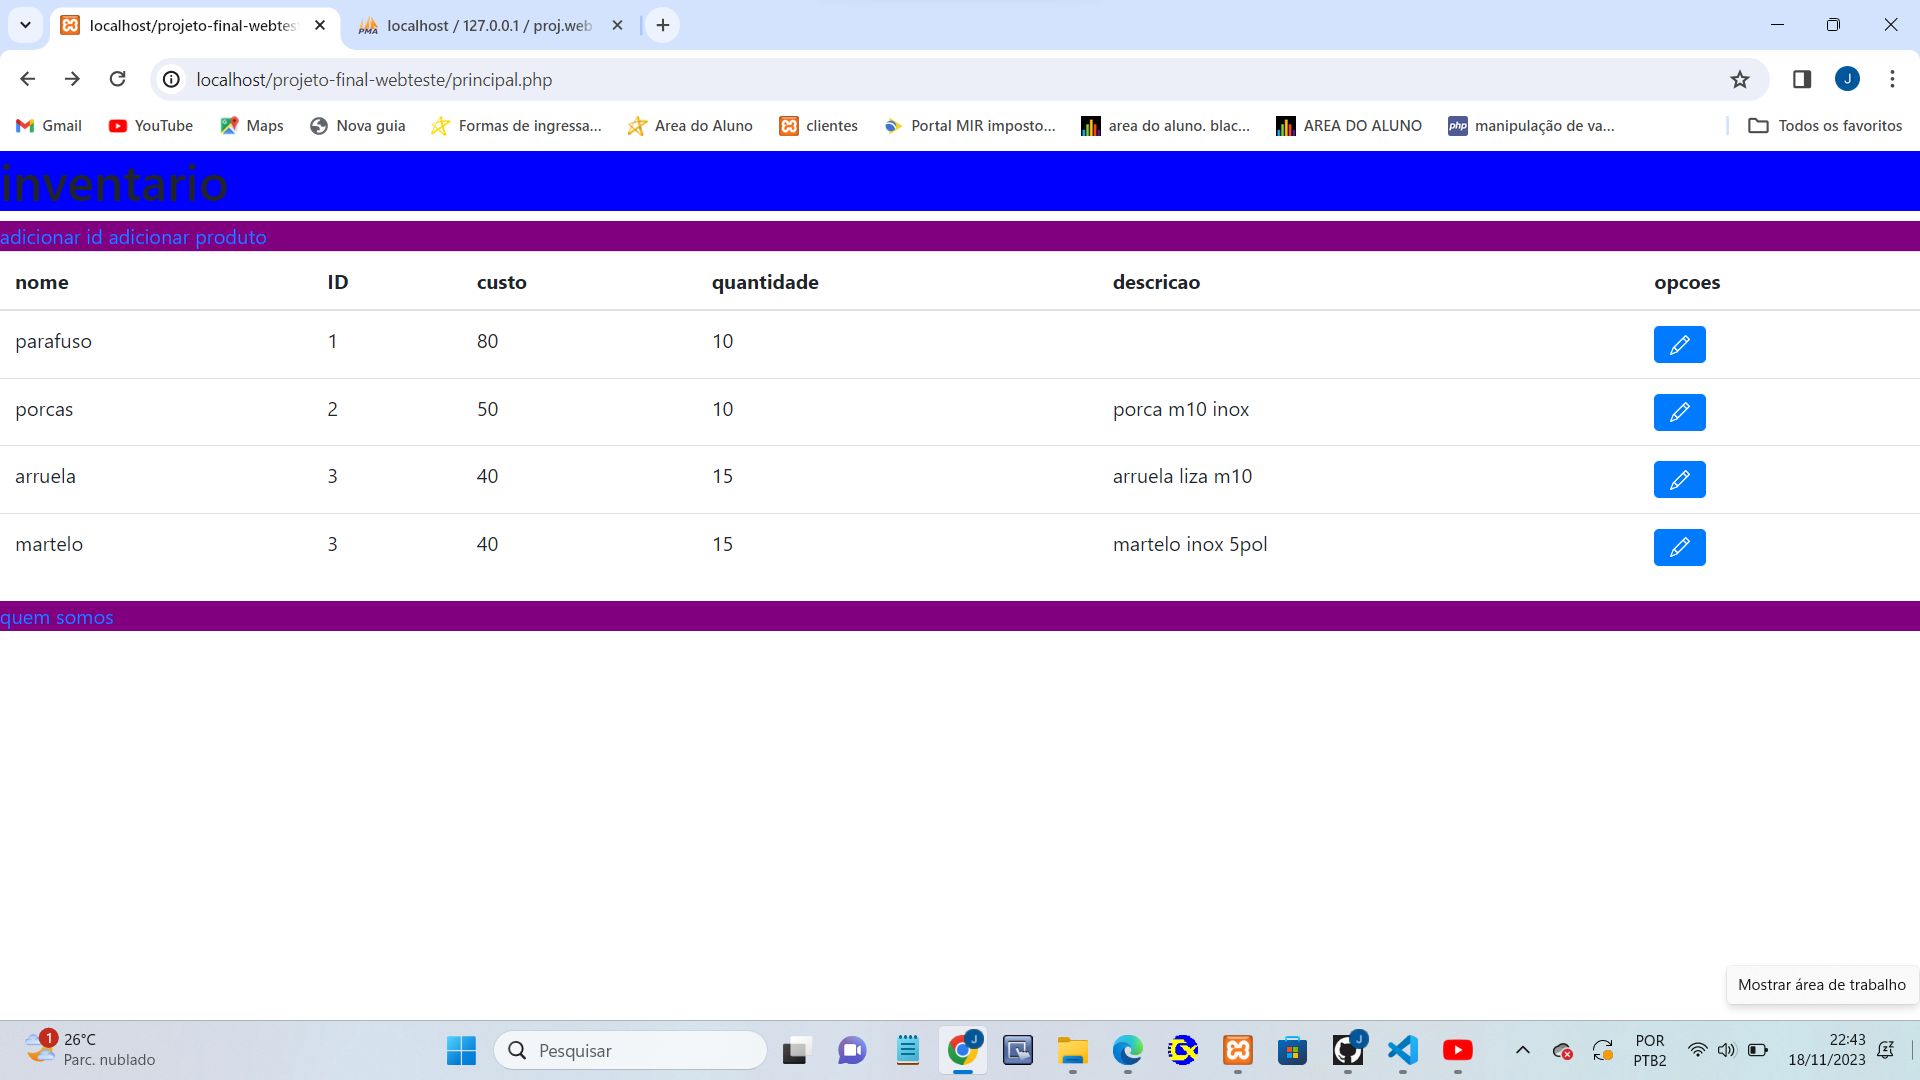 localhost/projeto-final-webtes
localhost / 127.0.0.1 / proj.web
localhost/projeto-final-webteste/principal.php
J
Gmail YouTube Maps Nova guia Formas de ingressa... Area do Aluno clientes Portal MIR imposto... area do aluno. blac... AREA DO ALUNO php manipulação de va... Todos os favoritos
inventario
adicionar id adicionar produto
nome ID custo quantidade descricao opcoes
parafuso 1 80 10
porcas 2 50 10 porca m10 inox
arruela 3 40 15 arruela liza m10
martelo 3 40 15 martelo inox 5pol
quem somos
Mostrar área de trabalho
1
26°C
Parc. nublado
Pesquisar
J
J
POR
PTB2
22:43
18/11/2023